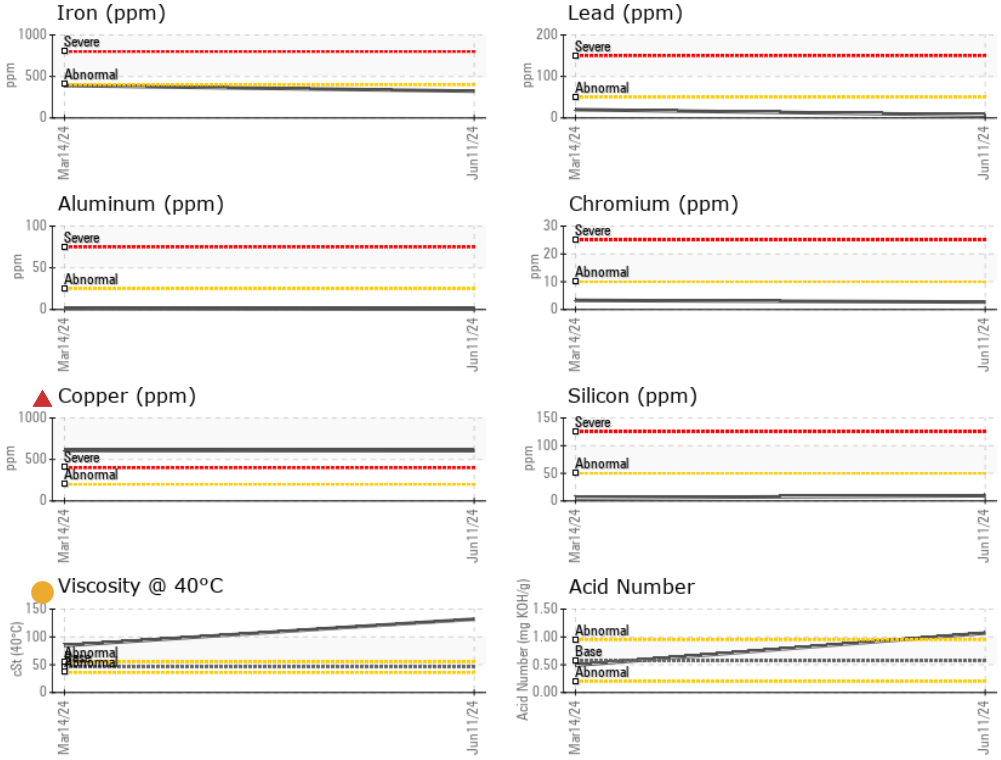 Iron (ppm)
1000
500
0
ppm
Severe
Abnormal
Mar14/24
Jun11/24
Lead (ppm)
200
100
0
ppm
Severe
Abnormal
Mar14/24
Jun11/24
Aluminum (ppm)
100
50
0
ppm
Severe
Abnormal
Mar14/24
Jun11/24
Chromium (ppm)
30
20
10
0
ppm
Severe
Abnormal
Mar14/24
Jun11/24
Copper (ppm)
1000
500
0
ppm
Severe
Abnormal
Mar14/24
Jun11/24
Silicon (ppm)
150
100
50
0
ppm
Severe
Abnormal
Mar14/24
Jun11/24
Viscosity @ 40°C
150
100
50
0
cSt (40°C)
Abnormal
Base
Abnormal
Mar14/24
Jun11/24
Acid Number
1.50
1.00
0.50
0.00
Acid Number (mg KOH/g)
Abnormal
Base
Abnormal
Mar14/24
Jun11/24